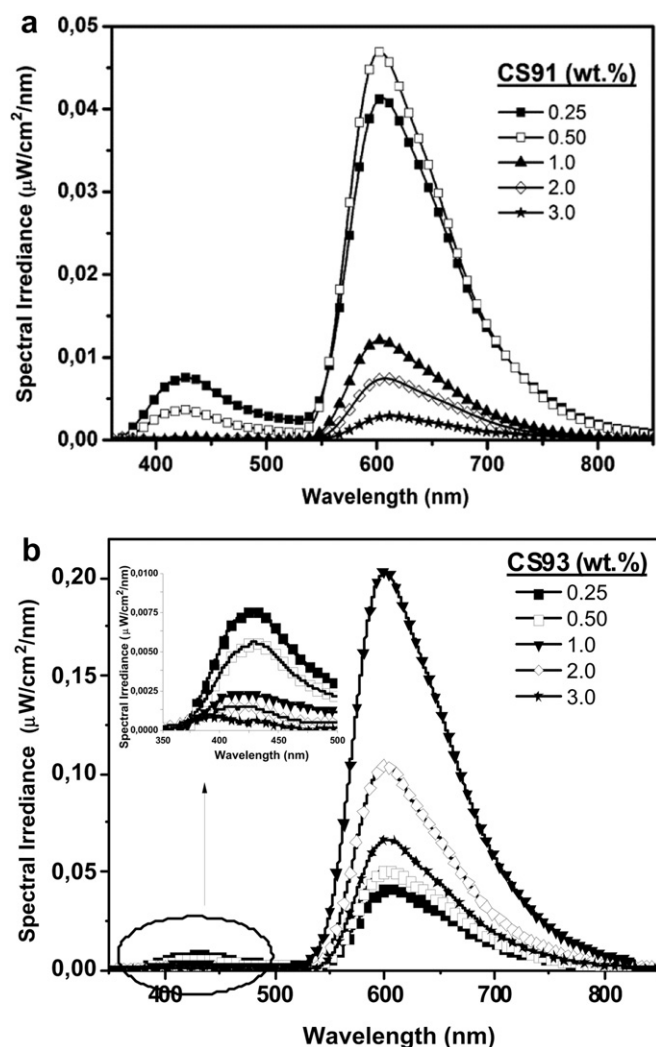 a
0,05
0,04
0,03
0,02
0,01
0,00
Spectral Irrediance (μW/cm²/nm)
CS91 (wt.%)
0.25
0.50
1.0
2.0
3.0
400 500 600 700 800
Wavelength (nm)
b
0,20
0,15
0,10
0,05
0,00
Spectral Irrediance (μW/cm²/nm)
0,0100
0,0075
0,0050
0,0025
0,0000
Spectral Irrediance (μW/cm²/nm)
350 400 450 500
Wavelength (nm)
CS93 (wt.%)
0.25
0.50
1.0
2.0
3.0
400 500 600 700 800
Wavelength (nm)